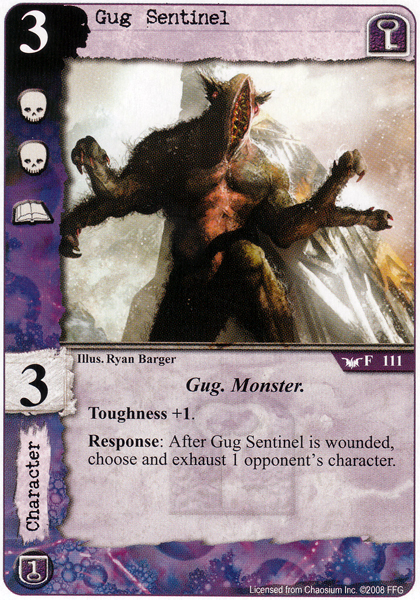 3
Gug Sentinel
Illus. Ryan Barger
F 111
3
Gug. Monster.
Toughness +1.
Response: After Gug Sentinel is wounded,
choose and exhaust 1 opponent's character.
Character
1
Licensed from Chaosium Inc. ©2008 FFG